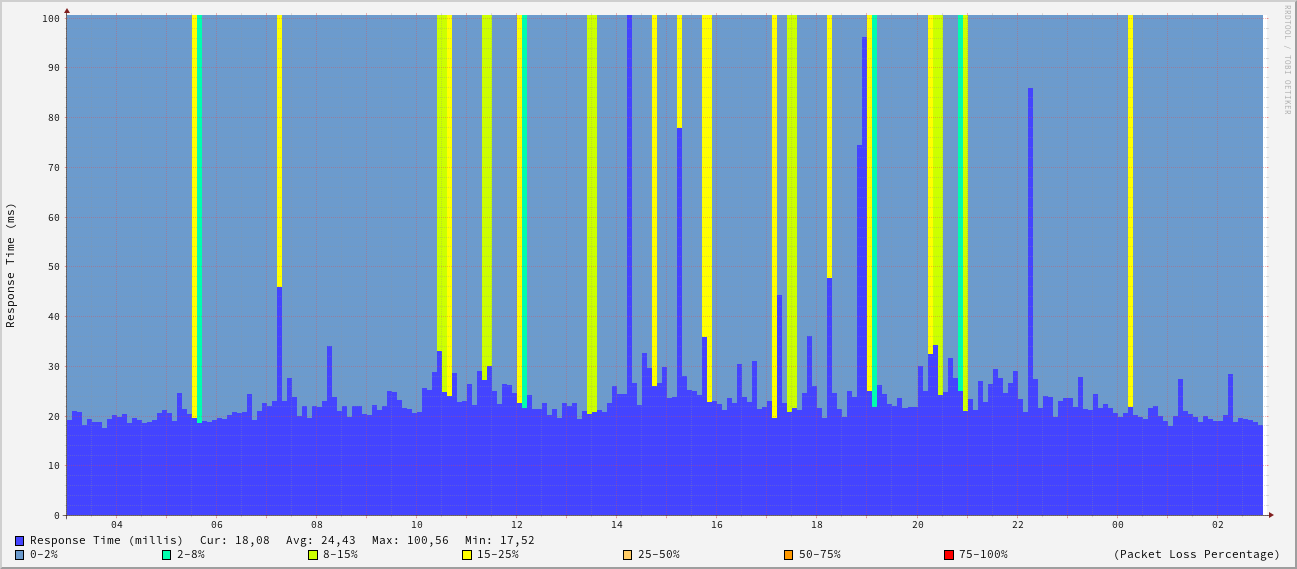 RRDTOOL / TOBI OETIKER
Response Time (ms)
100
90
80
70
60
50
40
30
20
10
0
04 06 08 10 12 14 16 18 20 22 00 02
Response Time (millis) Cur: 18,08 Avg: 24,43 Max: 100,56 Min: 17,52
0-2% 2-8% 8-15% 15-25% 25-50% 50-75% 75-100% (Packet Loss Percentage)